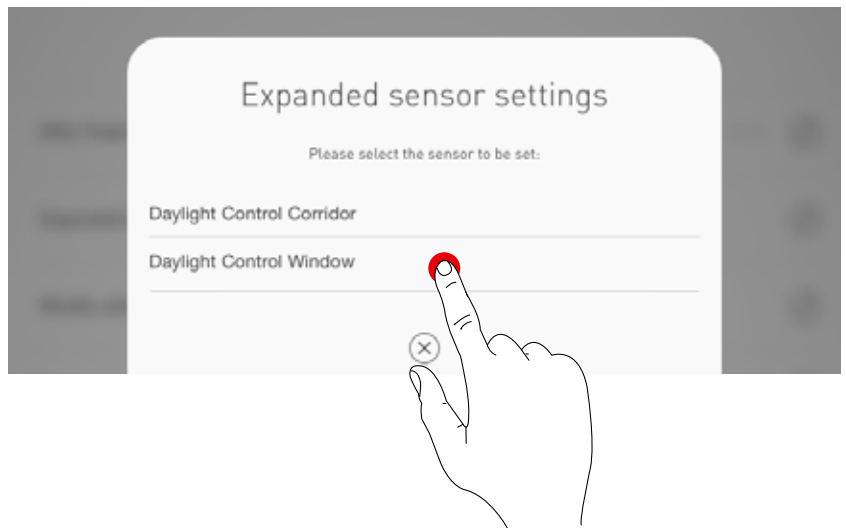 Expanded sensor settings
Please select the sensor to be set:
Daylight Control Corridor
Daylight Control Window